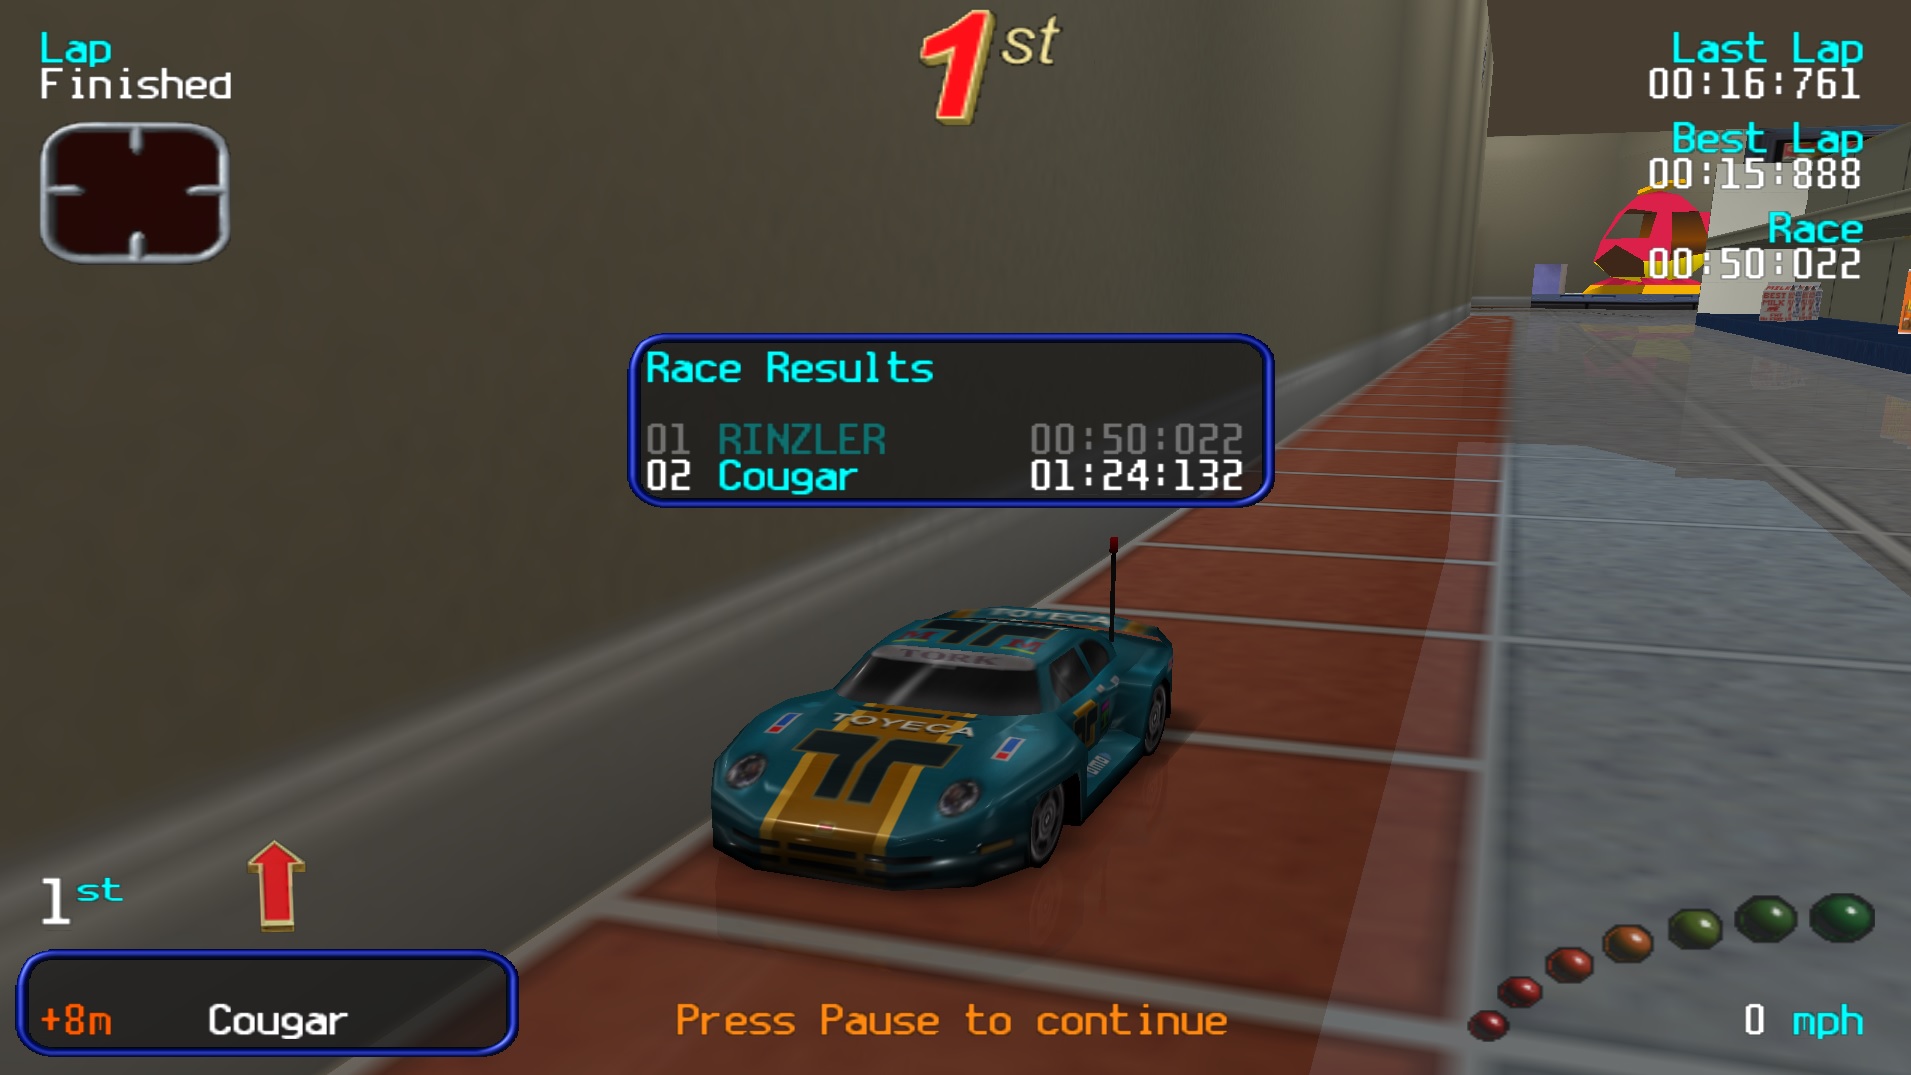 Lap
Finished
1st
Last Lap
00:16:761
Best Lap
00:15:888
Race
00:50:022
Race Results
01 RINZLER 00:50:022
02 Cougar 01:24:132
TOYECA
TORK
TOYECA
1st
+8m Cougar
Press Pause to continue
0 mph